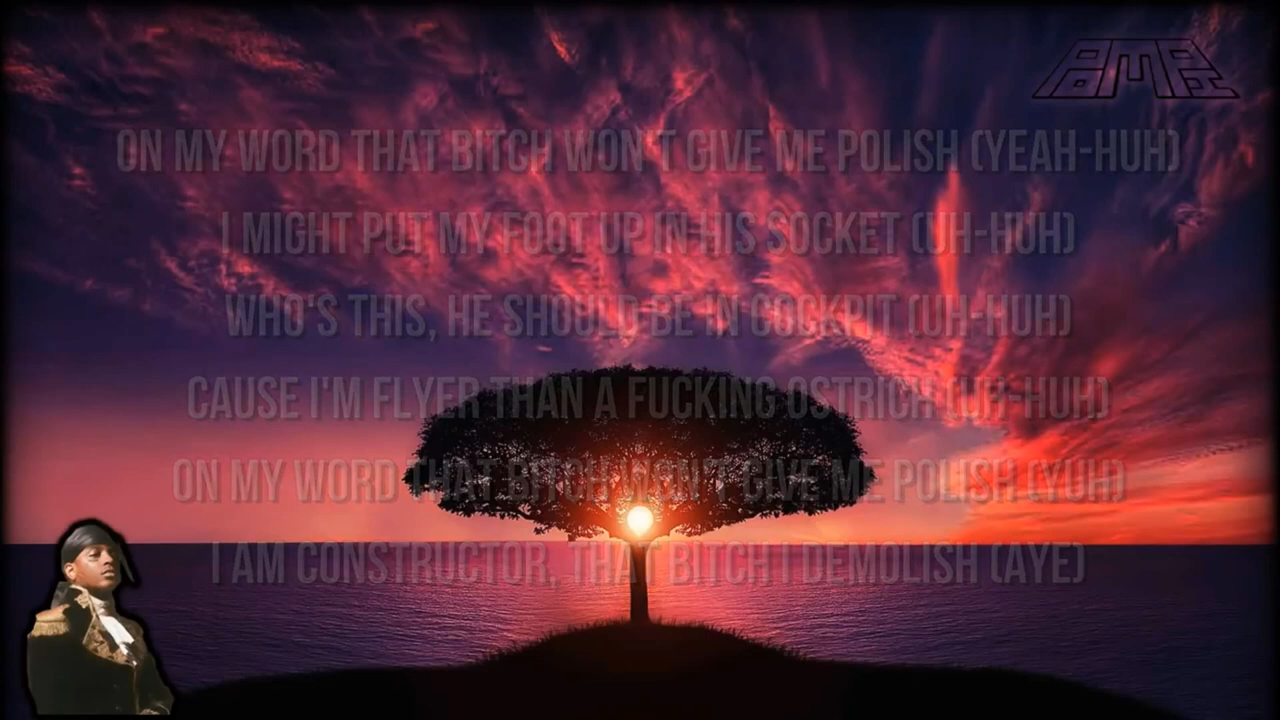 POMPEI
ON MY WORD THAT BITCH WON'T GIVE ME POLISH (YEAH-HUH)
I MIGHT PUT MY FOOT UP IN HIS SOCKET (UH-HUH)
WHO'S THIS, HE SHOULD BE IN COCKPIT (UH-HUH)
CAUSE I'M FLYER THAN A FUCKING OSTRICH (UH-HUH)
ON MY WORD THAT BITCH WON'T GIVE ME POLISH (YUH)
I AM CONSTRUCTOR, THAT BITCH I DEMOLISH (AYE)